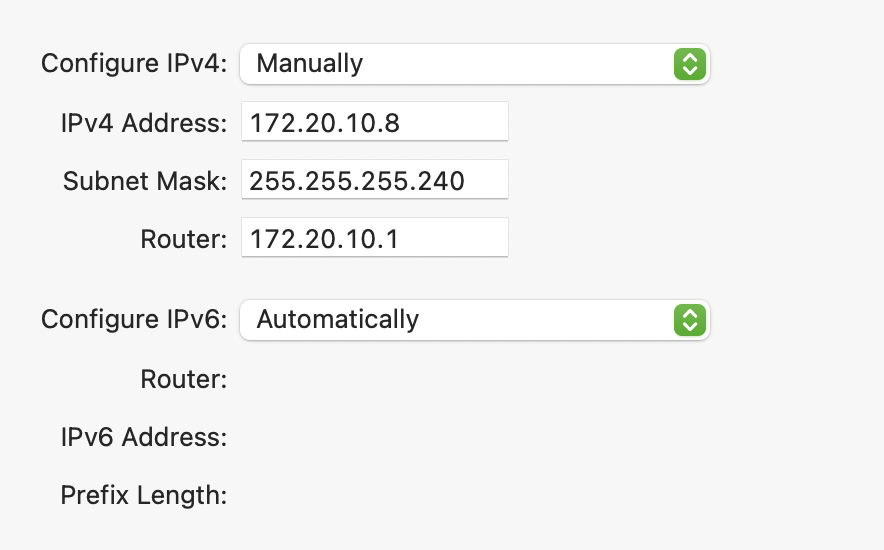 Configure IPv4: Manually
IPv4 Address: 172.20.10.8
Subnet Mask: 255.255.255.240
Router: 172.20.10.1
Configure IPv6: Automatically
Router:
IPv6 Address:
Prefix Length: